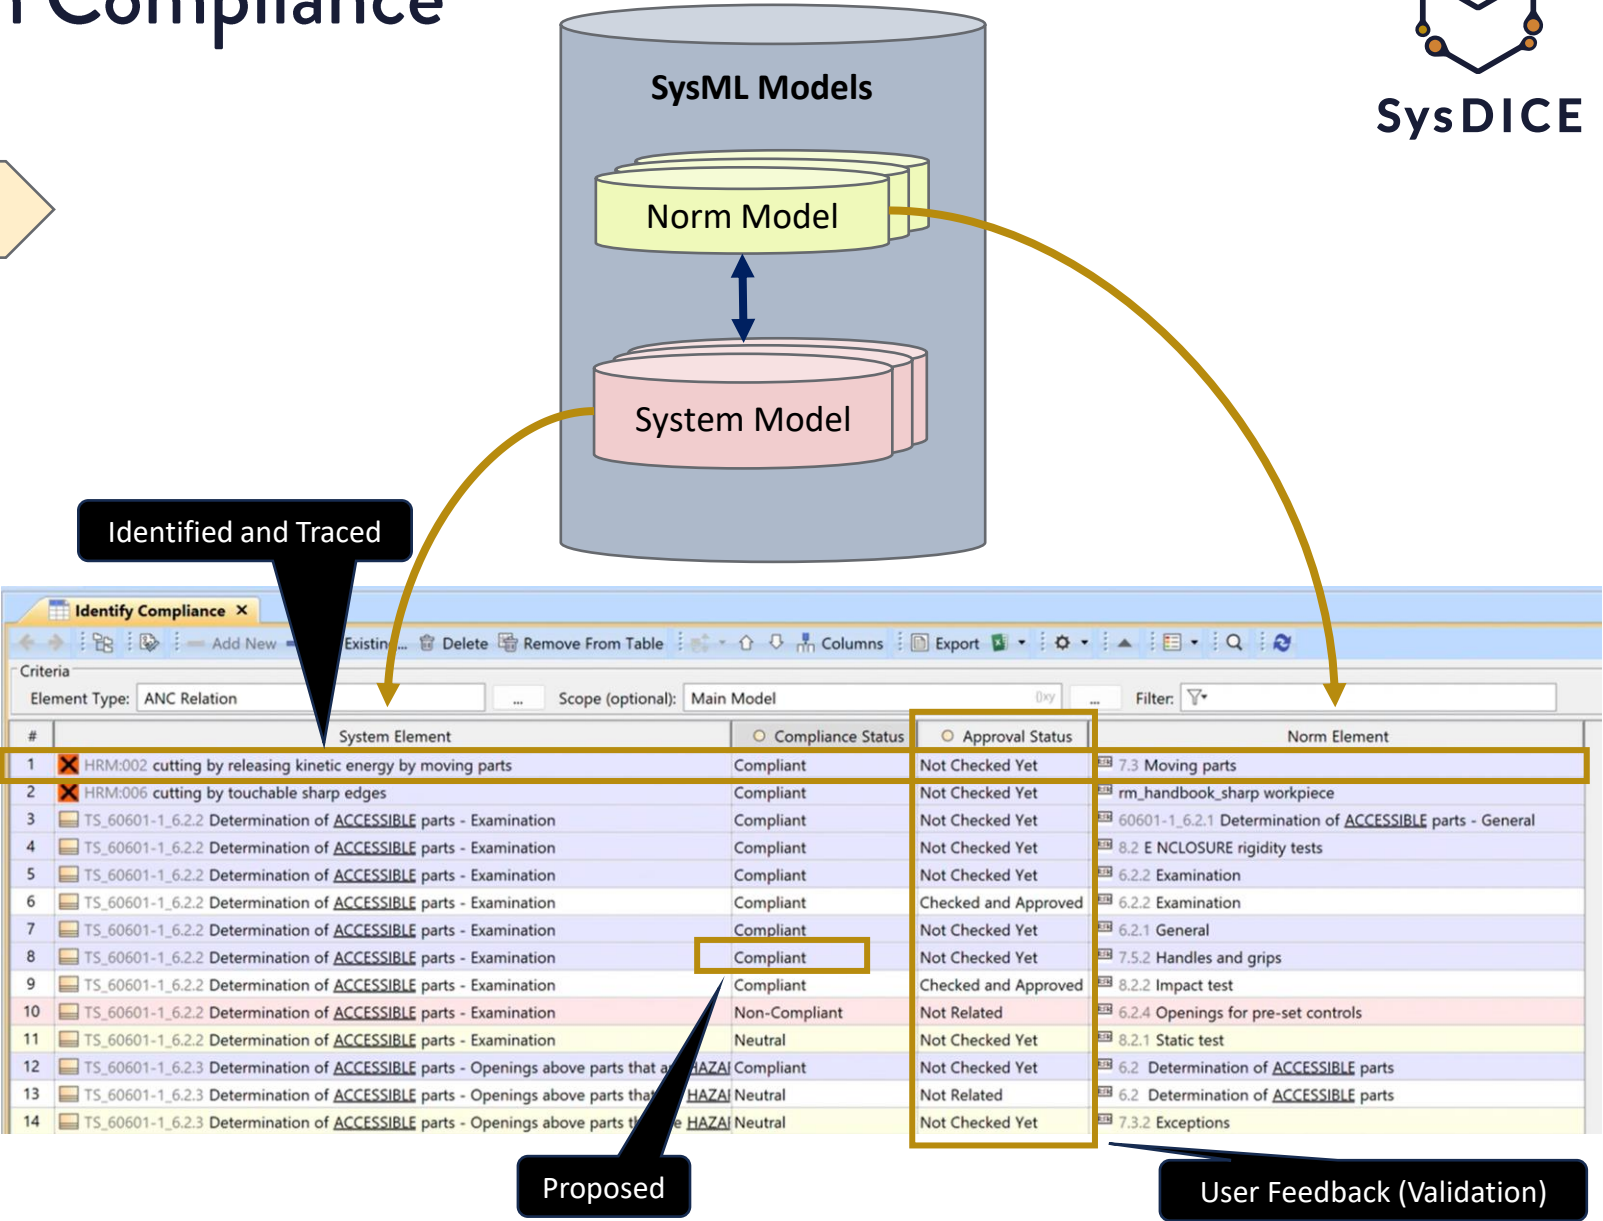 Compliance
SysML Models
SysDICE
Norm Model
System Model
Identified and Traced
Identify Compliance ×
Add New Existing... Delete Remove From Table Columns Export
Criteria
Element Type: ANC Relation ... Scope (optional): Main Model ... Filter:
# System Element Compliance Status Approval Status Norm Element
1 HRM:002 cutting by releasing kinetic energy by moving parts Compliant Not Checked Yet 7.3 Moving parts
2 HRM:006 cutting by touchable sharp edges Compliant Not Checked Yet rm_handbook_sharp workpiece
3 TS_60601-1_6.2.2 Determination of ACCESSIBLE parts - Examination Compliant Not Checked Yet 60601-1_6.2.1 Determination of ACCESSIBLE parts - General
4 TS_60601-1_6.2.2 Determination of ACCESSIBLE parts - Examination Compliant Not Checked Yet 8.2 E NCLOSURE rigidity tests
5 TS_60601-1_6.2.2 Determination of ACCESSIBLE parts - Examination Compliant Not Checked Yet 6.2.2 Examination
6 TS_60601-1_6.2.2 Determination of ACCESSIBLE parts - Examination Compliant Checked and Approved 6.2.2 Examination
7 TS_60601-1_6.2.2 Determination of ACCESSIBLE parts - Examination Compliant Not Checked Yet 6.2.1 General
8 TS_60601-1_6.2.2 Determination of ACCESSIBLE parts - Examination Compliant Not Checked Yet 7.5.2 Handles and grips
9 TS_60601-1_6.2.2 Determination of ACCESSIBLE parts - Examination Compliant Checked and Approved 8.2.2 Impact test
10 TS_60601-1_6.2.2 Determination of ACCESSIBLE parts - Examination Non-Compliant Not Related 6.2.4 Openings for pre-set controls
11 TS_60601-1_6.2.2 Determination of ACCESSIBLE parts - Examination Neutral Not Checked Yet 8.2.1 Static test
12 TS_60601-1_6.2.3 Determination of ACCESSIBLE parts - Openings above parts that Compliant Not Checked Yet 6.2 Determination of ACCESSIBLE parts
13 TS_60601-1_6.2.3 Determination of ACCESSIBLE parts - Openings above parts that Neutral Not Related 6.2 Determination of ACCESSIBLE parts
14 TS_60601-1_6.2.3 Determination of ACCESSIBLE parts - Openings above parts Neutral Not Checked Yet 7.3.2 Exceptions
Proposed
User Feedback (Validation)